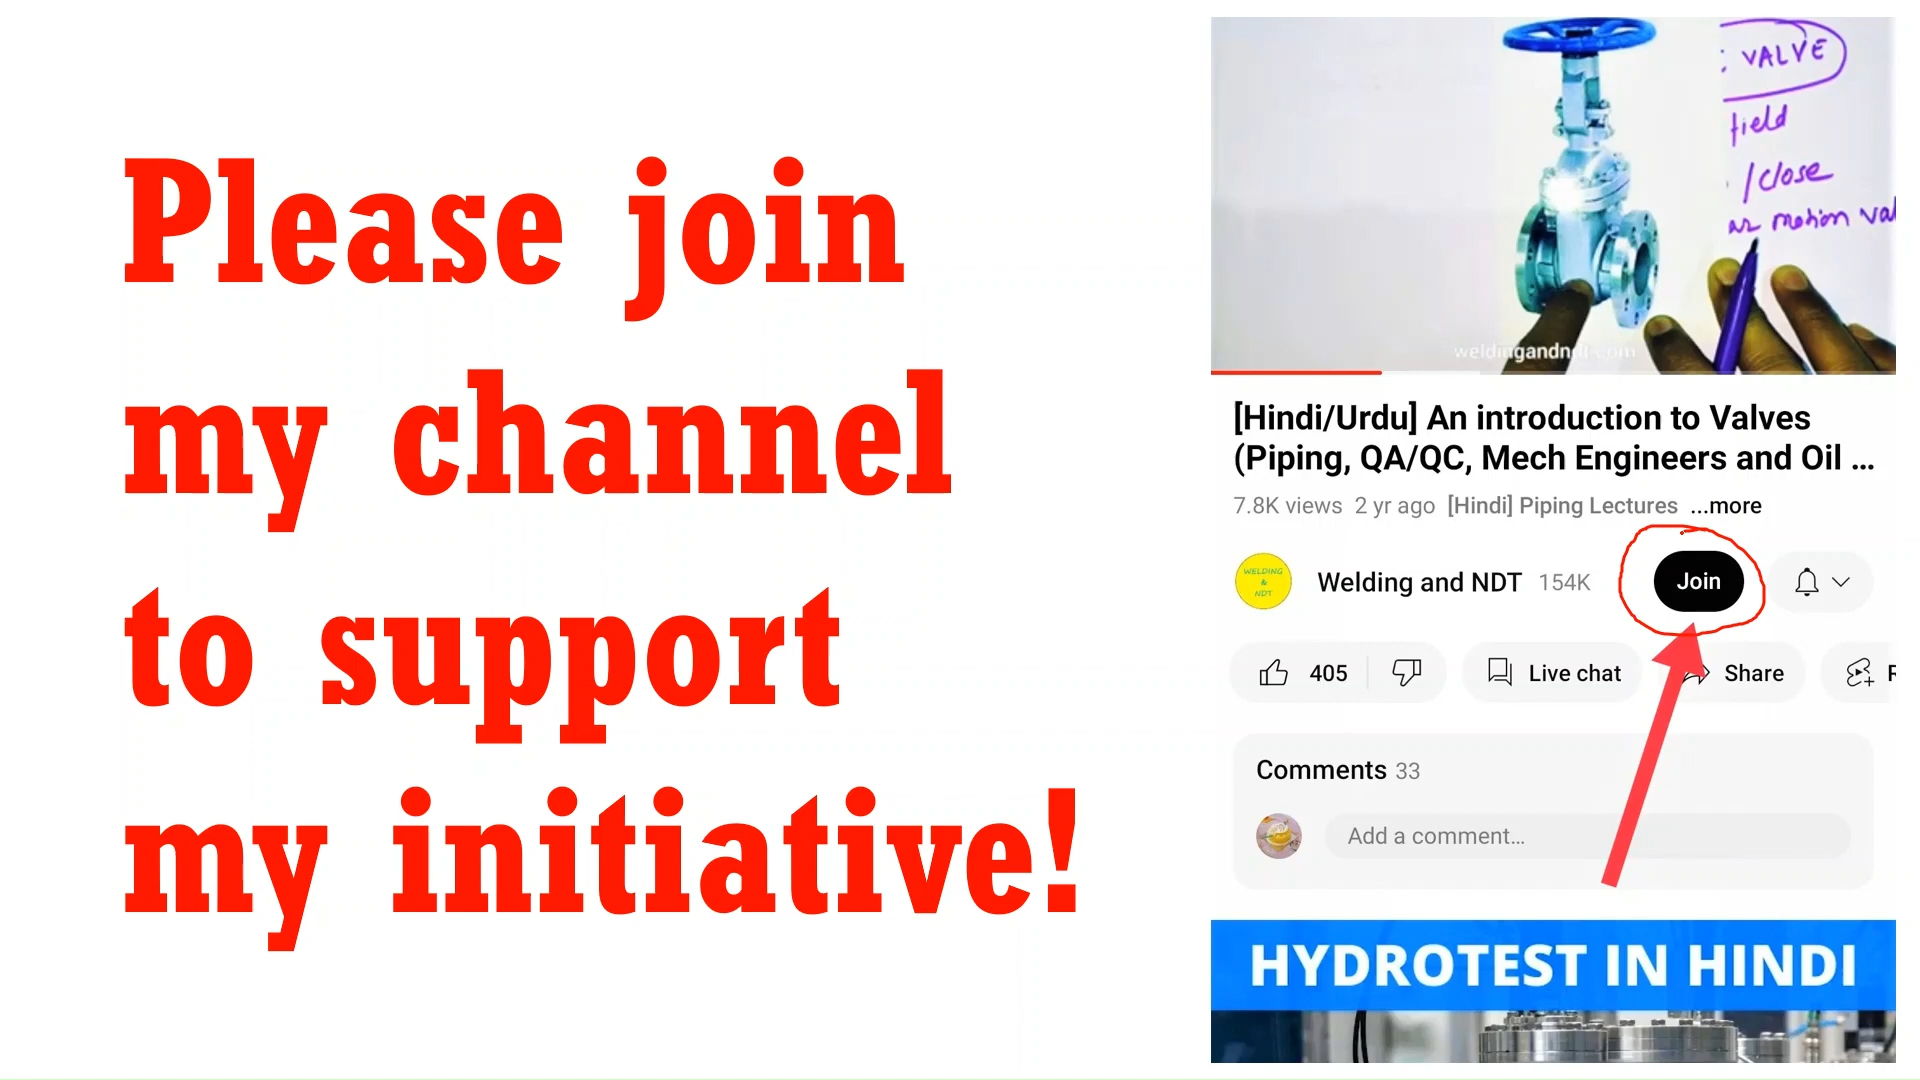 Please join
my channel
to support
my initiative!
VALVE
field
/close
motion
weldingandndt.com
[Hindi/Urdu] An introduction to Valves
(Piping, QA/QC, Mech Engineers and Oil ...
7.8K views 2 yr ago [Hindi] Piping Lectures ...more
WELDING
&
NDT
Welding and NDT 154K
Join
405
Live chat
Share
Comments 33
Add a comment...
HYDROTEST IN HINDI